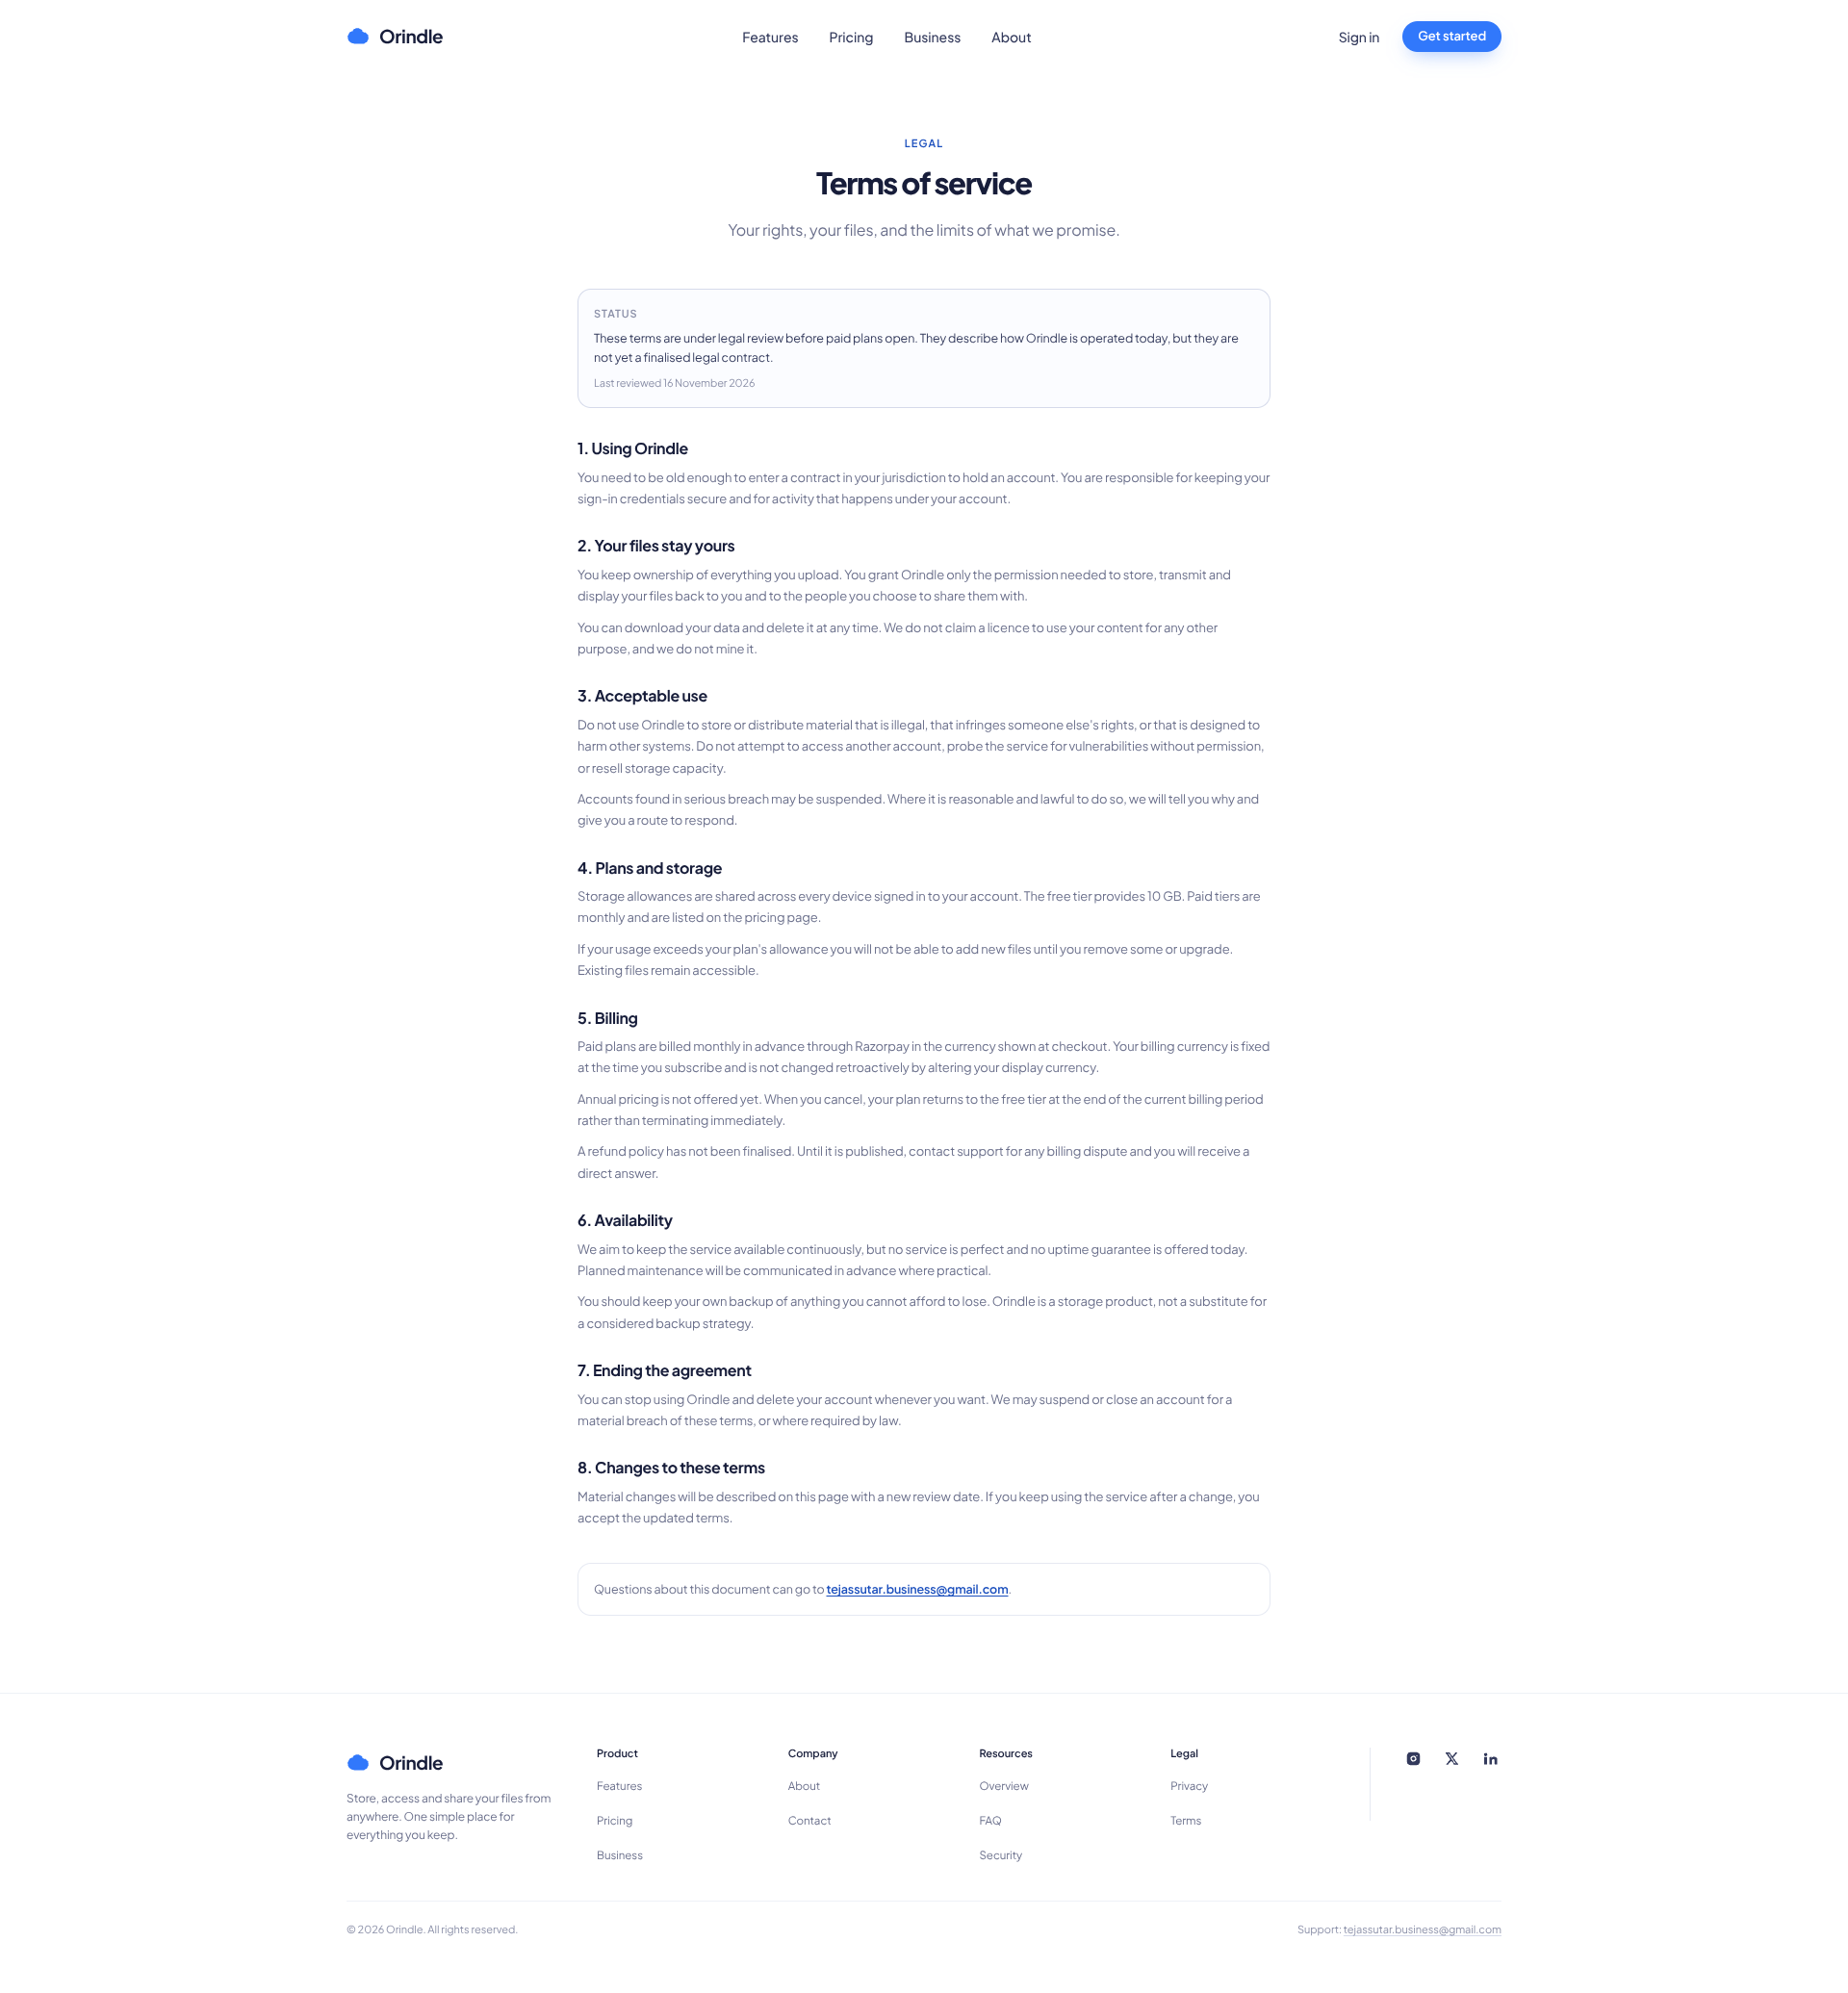 Orindle
Features
Pricing
Business
About
Sign in
Get started
LEGAL
Terms of service
Your rights, your files, and the limits of what we promise.
STATUS
These terms are under legal review before paid plans open. They describe how Orindle is operated today, but they are
not yet a finalised legal contract.
Last reviewed 16 November 2026
1. Using Orindle
You need to be old enough to enter a contract in your jurisdiction to hold an account. You are responsible for keeping your
sign-in credentials secure and for activity that happens under your account.
2. Your files stay yours
You keep ownership of everything you upload. You grant Orindle only the permission needed to store, transmit and
display your files back to you and to the people you choose to share them with.
You can download your data and delete it at any time. We do not claim a licence to use your content for any other
purpose, and we do not mine it.
3. Acceptable use
Do not use Orindle to store or distribute material that is illegal, that infringes someone else's rights, or that is designed to
harm other systems. Do not attempt to access another account, probe the service for vulnerabilities without permission,
or resell storage capacity.
Accounts found in serious breach may be suspended. Where it is reasonable and lawful to do so, we will tell you why and
give you a route to respond.
4. Plans and storage
Storage allowances are shared across every device signed in to your account. The free tier provides 10 GB. Paid tiers are
monthly and are listed on the pricing page.
If your usage exceeds your plan's allowance you will not be able to add new files until you remove some or upgrade.
Existing files remain accessible.
5. Billing
Paid plans are billed monthly in advance through Razorpay in the currency shown at checkout. Your billing currency is fixed
at the time you subscribe and is not changed retroactively by altering your display currency.
Annual pricing is not offered yet. When you cancel, your plan returns to the free tier at the end of the current billing period
rather than terminating immediately.
A refund policy has not been finalised. Until it is published, contact support for any billing dispute and you will receive a
direct answer.
6. Availability
We aim to keep the service available continuously, but no service is perfect and no uptime guarantee is offered today.
Planned maintenance will be communicated in advance where practical.
You should keep your own backup of anything you cannot afford to lose. Orindle is a storage product, not a substitute for
a considered backup strategy.
7. Ending the agreement
You can stop using Orindle and delete your account whenever you want. We may suspend or close an account for a
material breach of these terms, or where required by law.
8. Changes to these terms
Material changes will be described on this page with a new review date. If you keep using the service after a change, you
accept the updated terms.
Questions about this document can go to tejassutar.business@gmail.com.
Orindle
Store, access and share your files from
anywhere. One simple place for
everything you keep.
Product
Features
Pricing
Business
Company
About
Contact
Resources
Overview
FAQ
Security
Legal
Privacy
Terms
© 2026 Orindle. All rights reserved.
Support: tejassutar.business@gmail.com